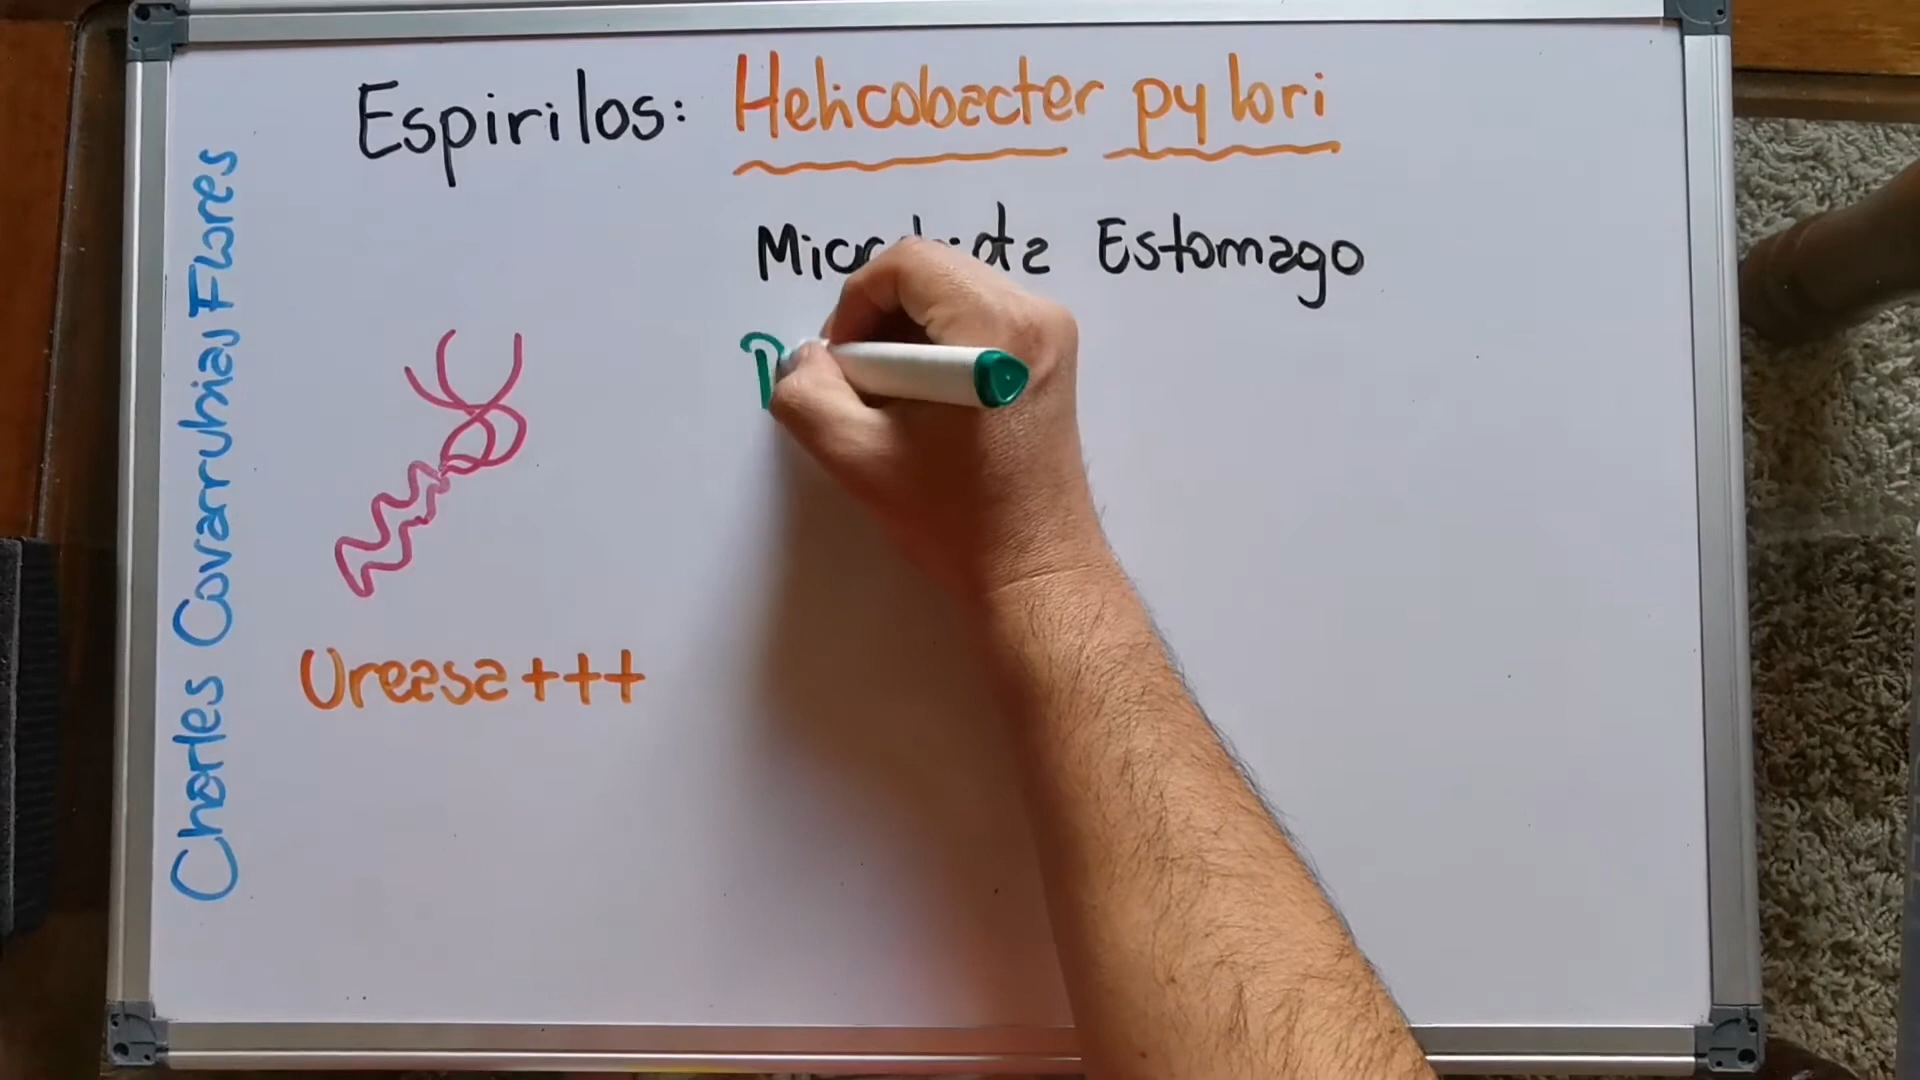 Espirilos: Helicobacter pylori
Estomago
Ureasa +++
Charles Covarrubias Flores